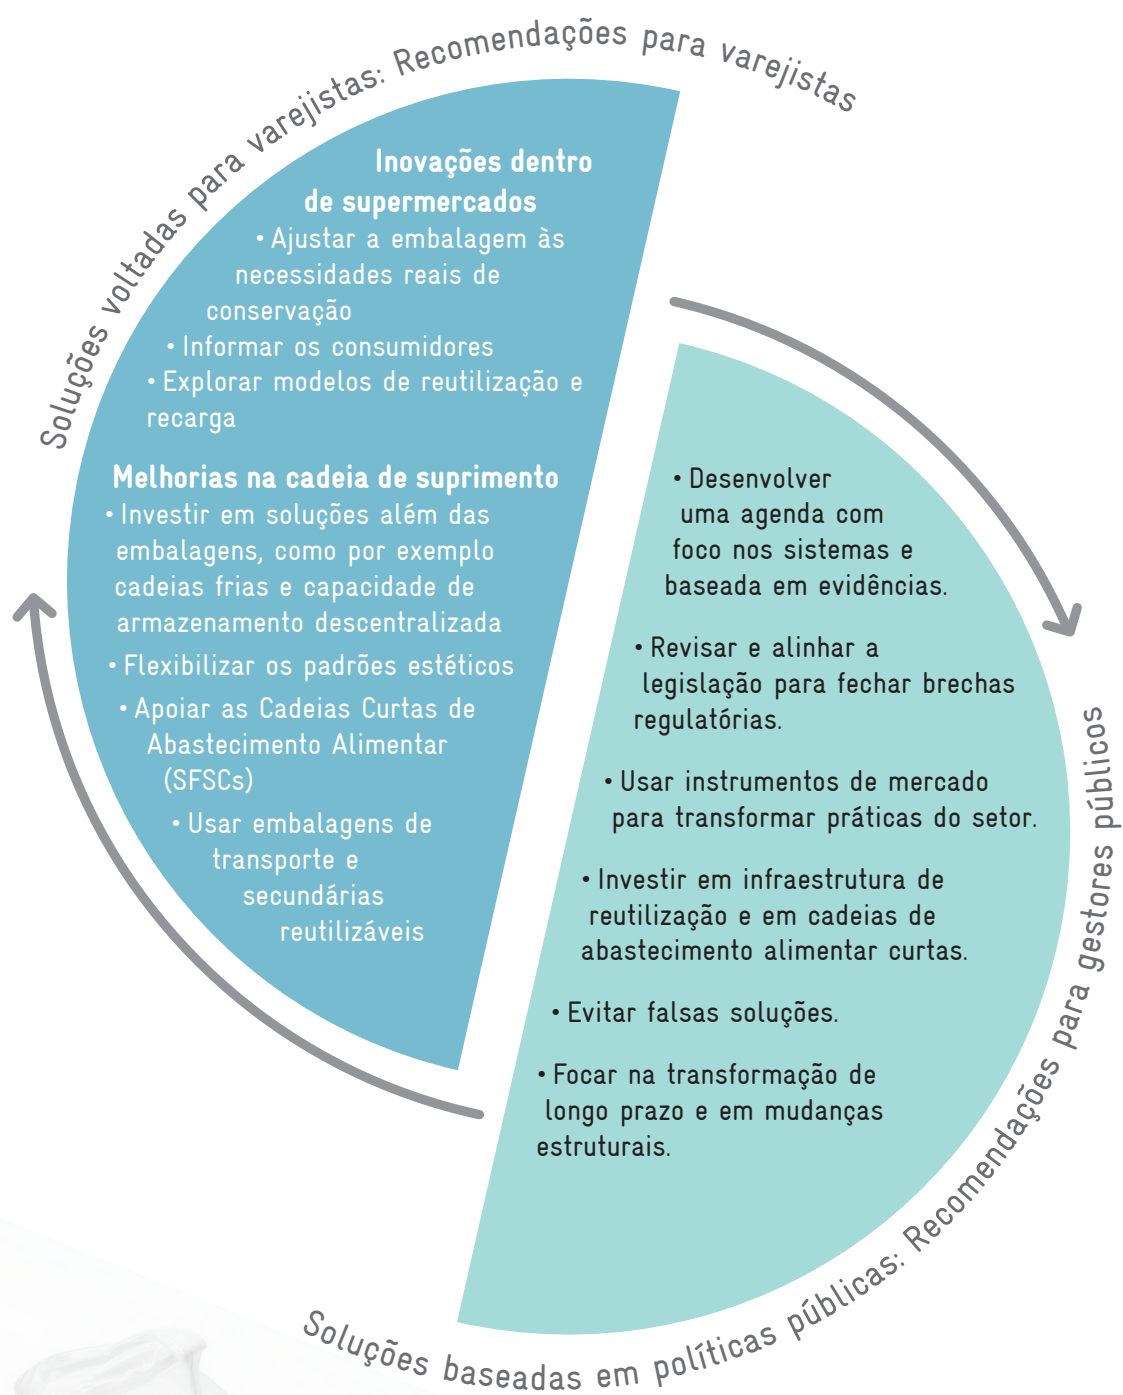 Soluções voltadas para varejistas: Recomendações para varejistas
Inovações dentro
de supermercados
• Ajustar a embalagem às
necessidades reais de
conservação
• Informar os consumidores
• Explorar modelos de reutilização e
recarga
Melhorias na cadeia de suprimento
• Investir em soluções além das
embalagens, como por exemplo
cadeias frias e capacidade de
armazenamento descentralizada
• Flexibilizar os padrões estéticos
• Apoiar as Cadeias Curtas de
Abastecimento Alimentar
(SFSCs)
• Usar embalagens de
transporte e
secundárias
reutilizáveis
• Desenvolver
uma agenda com
foco nos sistemas e
baseada em evidências.
• Revisar e alinhar a
legislação para fechar brechas
regulatórias.
• Usar instrumentos de mercado
para transformar práticas do setor.
• Investir em infraestrutura de
reutilização e em cadeias de
abastecimento alimentar curtas.
• Evitar falsas soluções.
• Focar na transformação de
longo prazo e em mudanças
estruturais.
Soluções baseadas em políticas públicas: Recomendações para gestores públicos